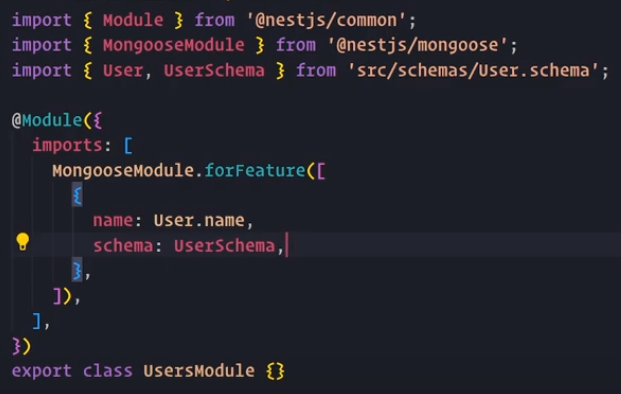 import { Module } from '@nestjs/common';
import { MongooseModule } from '@nestjs/mongoose';
import { User, UserSchema } from 'src/schemas/User.schema';
@Module({
imports: [
MongooseModule.forFeature([
{
name: User.name,
schema: UserSchema,
},
]),
],
})
export class UsersModule {}